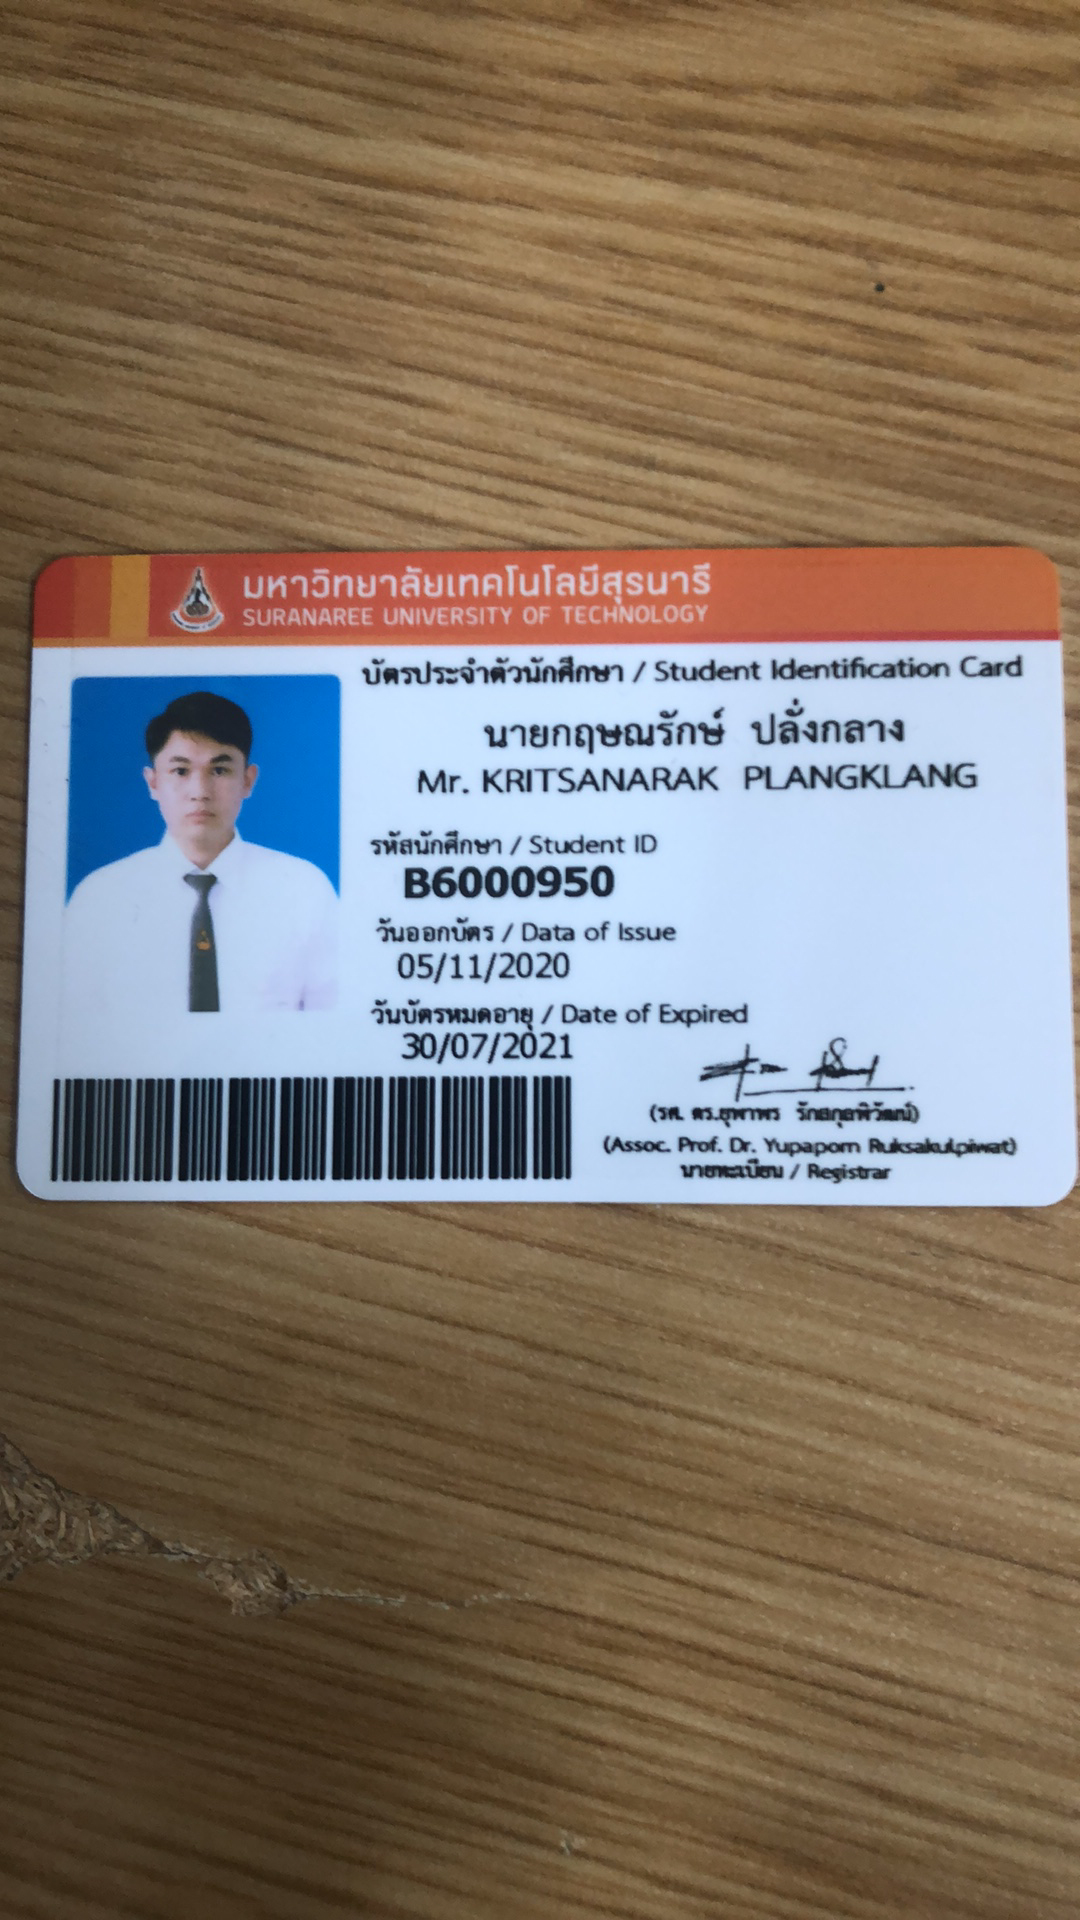 มหาวิทยาลัยเทคโนโลยีสุรนารี
SURANAREE UNIVERSITY OF TECHNOLOGY
บัตรประจำตัวนักศึกษา / Student Identification Card
นายกฤษณรักษ์ ปลั่งกลาง
Mr. KRITSANARAK PLANGKLANG
รหัสนักศึกษา / Student ID
B6000950
วันออกบัตร / Data of Issue
05/11/2020
วันบัตรหมดอายุ / Date of Expired
30/07/2021
(รศ. ดร.ยุพาพร รักสกุลพิวัฒน์)
(Assoc. Prof. Dr. Yupaporn Ruksakulpiwat)
นายทะเบียน / Registrar